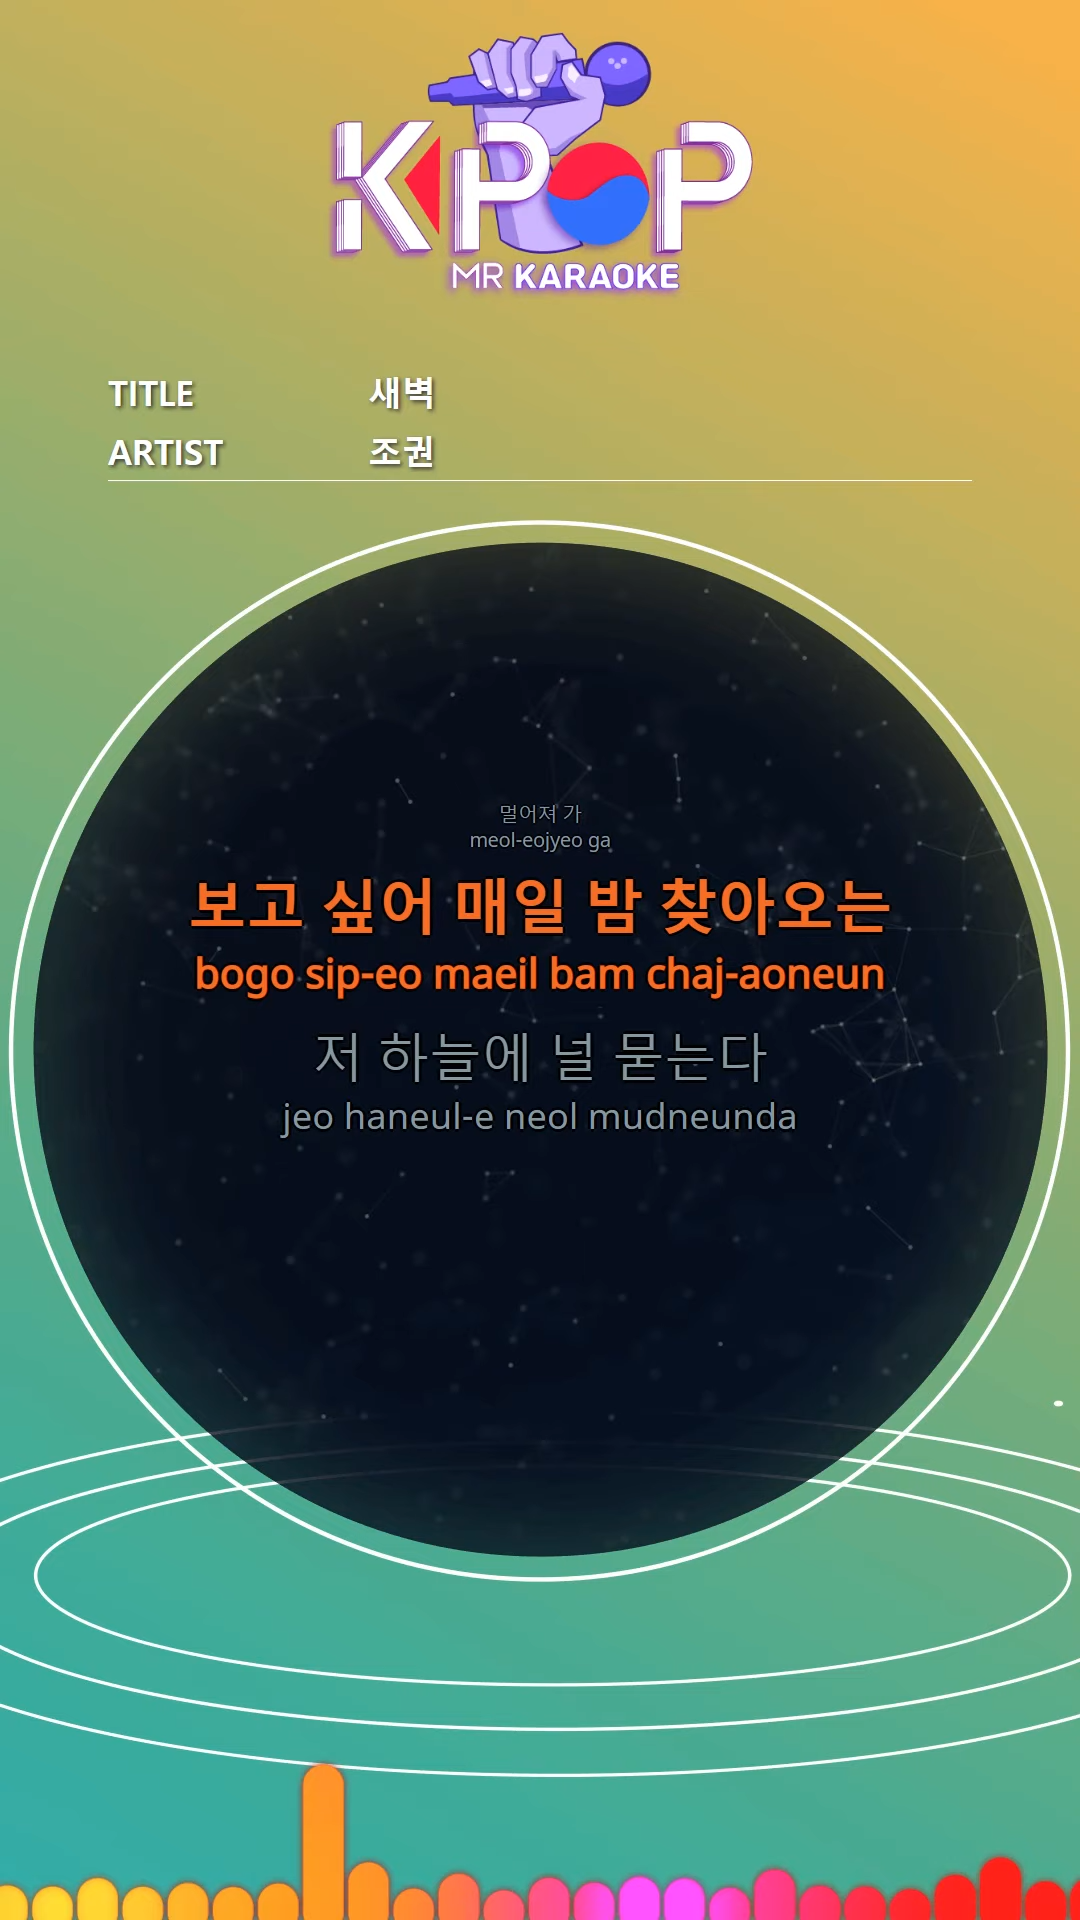 KPOP
MR KARAOKE
TITLE 새벽
ARTIST 조권
멀어져 가
meol-eojyeo ga
보고 싶어 매일 밤 찾아오는
bogo sip-eo maeil bam chaj-aoneun
저 하늘에 널 묻는다
jeo haneul-e neol mudneunda